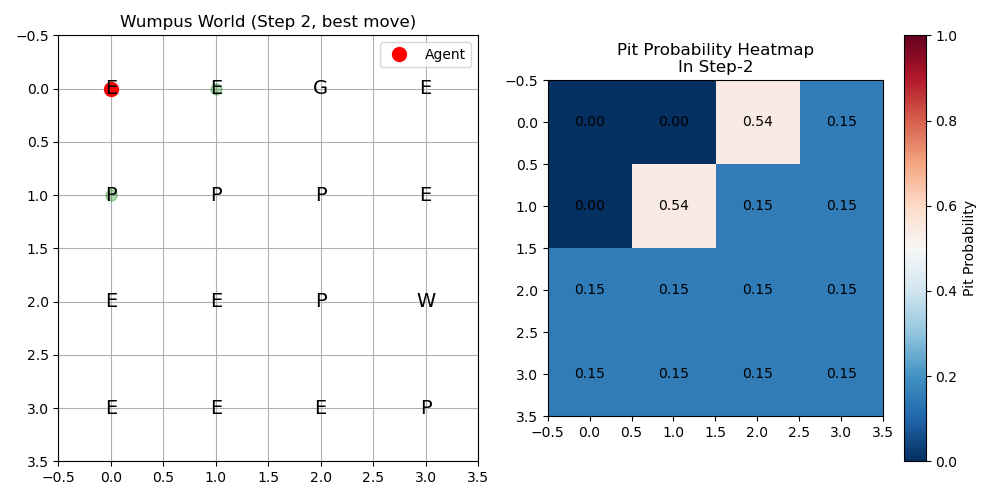 Wumpus World (Step 2, best move)
−0.5
0.0
0.5
1.0
1.5
2.0
2.5
3.0
3.5
Agent
E E G E
P P P E
E E P W
E E E P
−0.5 0.0 0.5 1.0 1.5 2.0 2.5 3.0 3.5
Pit Probability Heatmap
In Step-2
−0.5
0.0
0.5
1.0
1.5
2.0
2.5
3.0
3.5
0.00 0.00 0.54 0.15
0.00 0.54 0.15 0.15
0.15 0.15 0.15 0.15
0.15 0.15 0.15 0.15
−0.5 0.0 0.5 1.0 1.5 2.0 2.5 3.0 3.5
1.0
0.8
0.6
0.4
0.2
0.0
Pit Probability